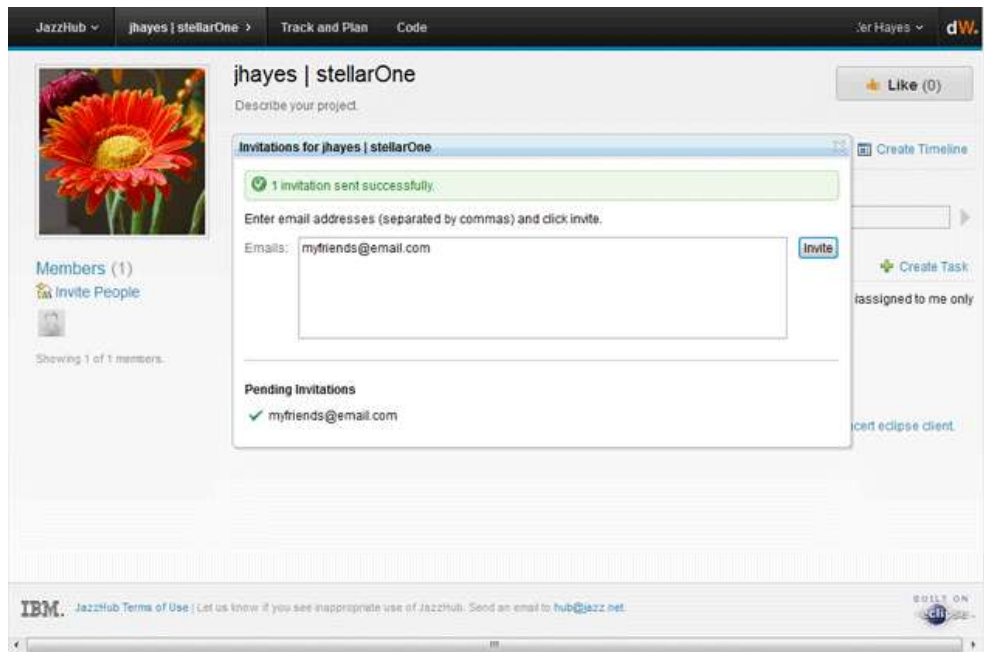 JazzHub
jhayes | stellarOne >
Track and Plan
Code
er Hayes
dW.
jhayes | stellarOne
Like (0)
Describe your project.
Invitations for jhayes | stellarOne
Create Timeline
1 invitation sent successfully.
Enter email addresses (separated by commas) and click invite.
Emails: myfriends@email.com
Invite
Members (1)
Create Task
Invite People
assigned to me only
Showing 1 of 1 members.
Pending Invitations
myfriends@email.com
cert eclipse client.
IBM. JazzHub Terms of Use | Let us know if you see inappropriate use of JazzHub. Send an email to hub@jazz.net
BUILT ON
eclipse